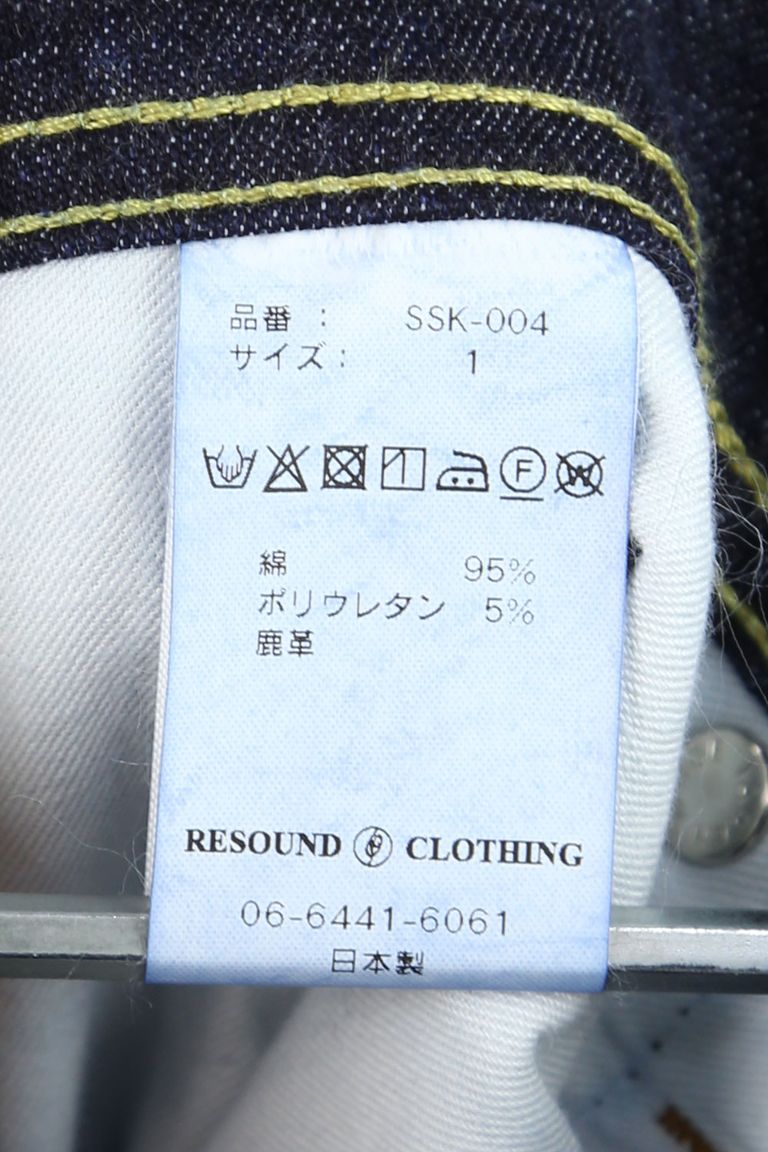 品番 : SSK-004
サイズ: 1
F W
綿 95%
ポリウレタン 5%
鹿革
RESOUND CLOTHING
06-6441-6061
日本製